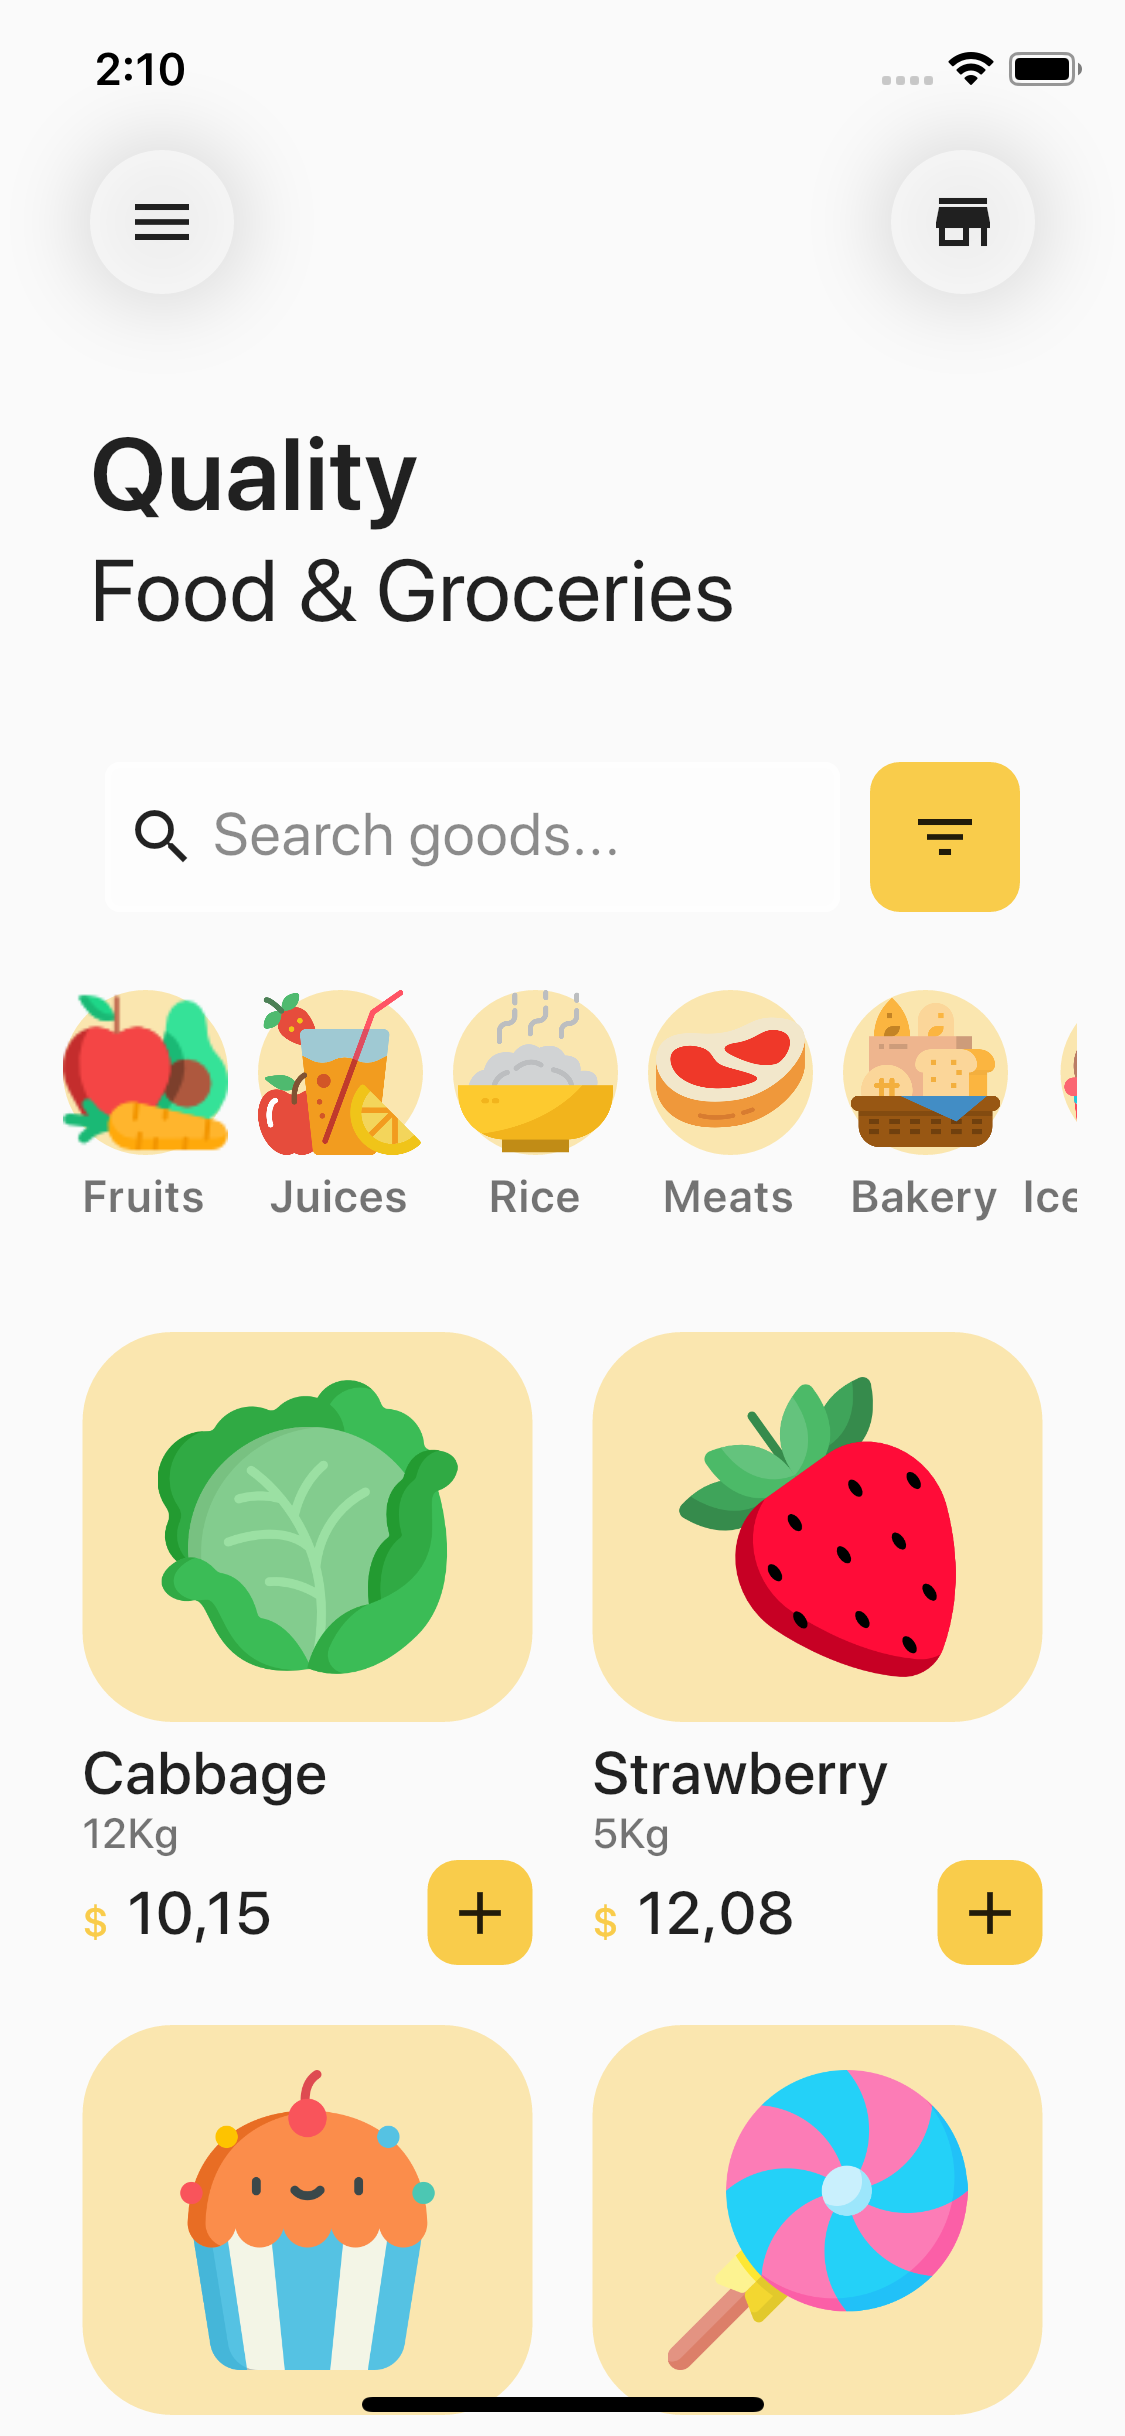 2:10
Quality
Food & Groceries
Search goods...
Fruits Juices Rice Meats Bakery Ice
Cabbage Strawberry
12Kg 5Kg
$ 10,15 $ 12,08